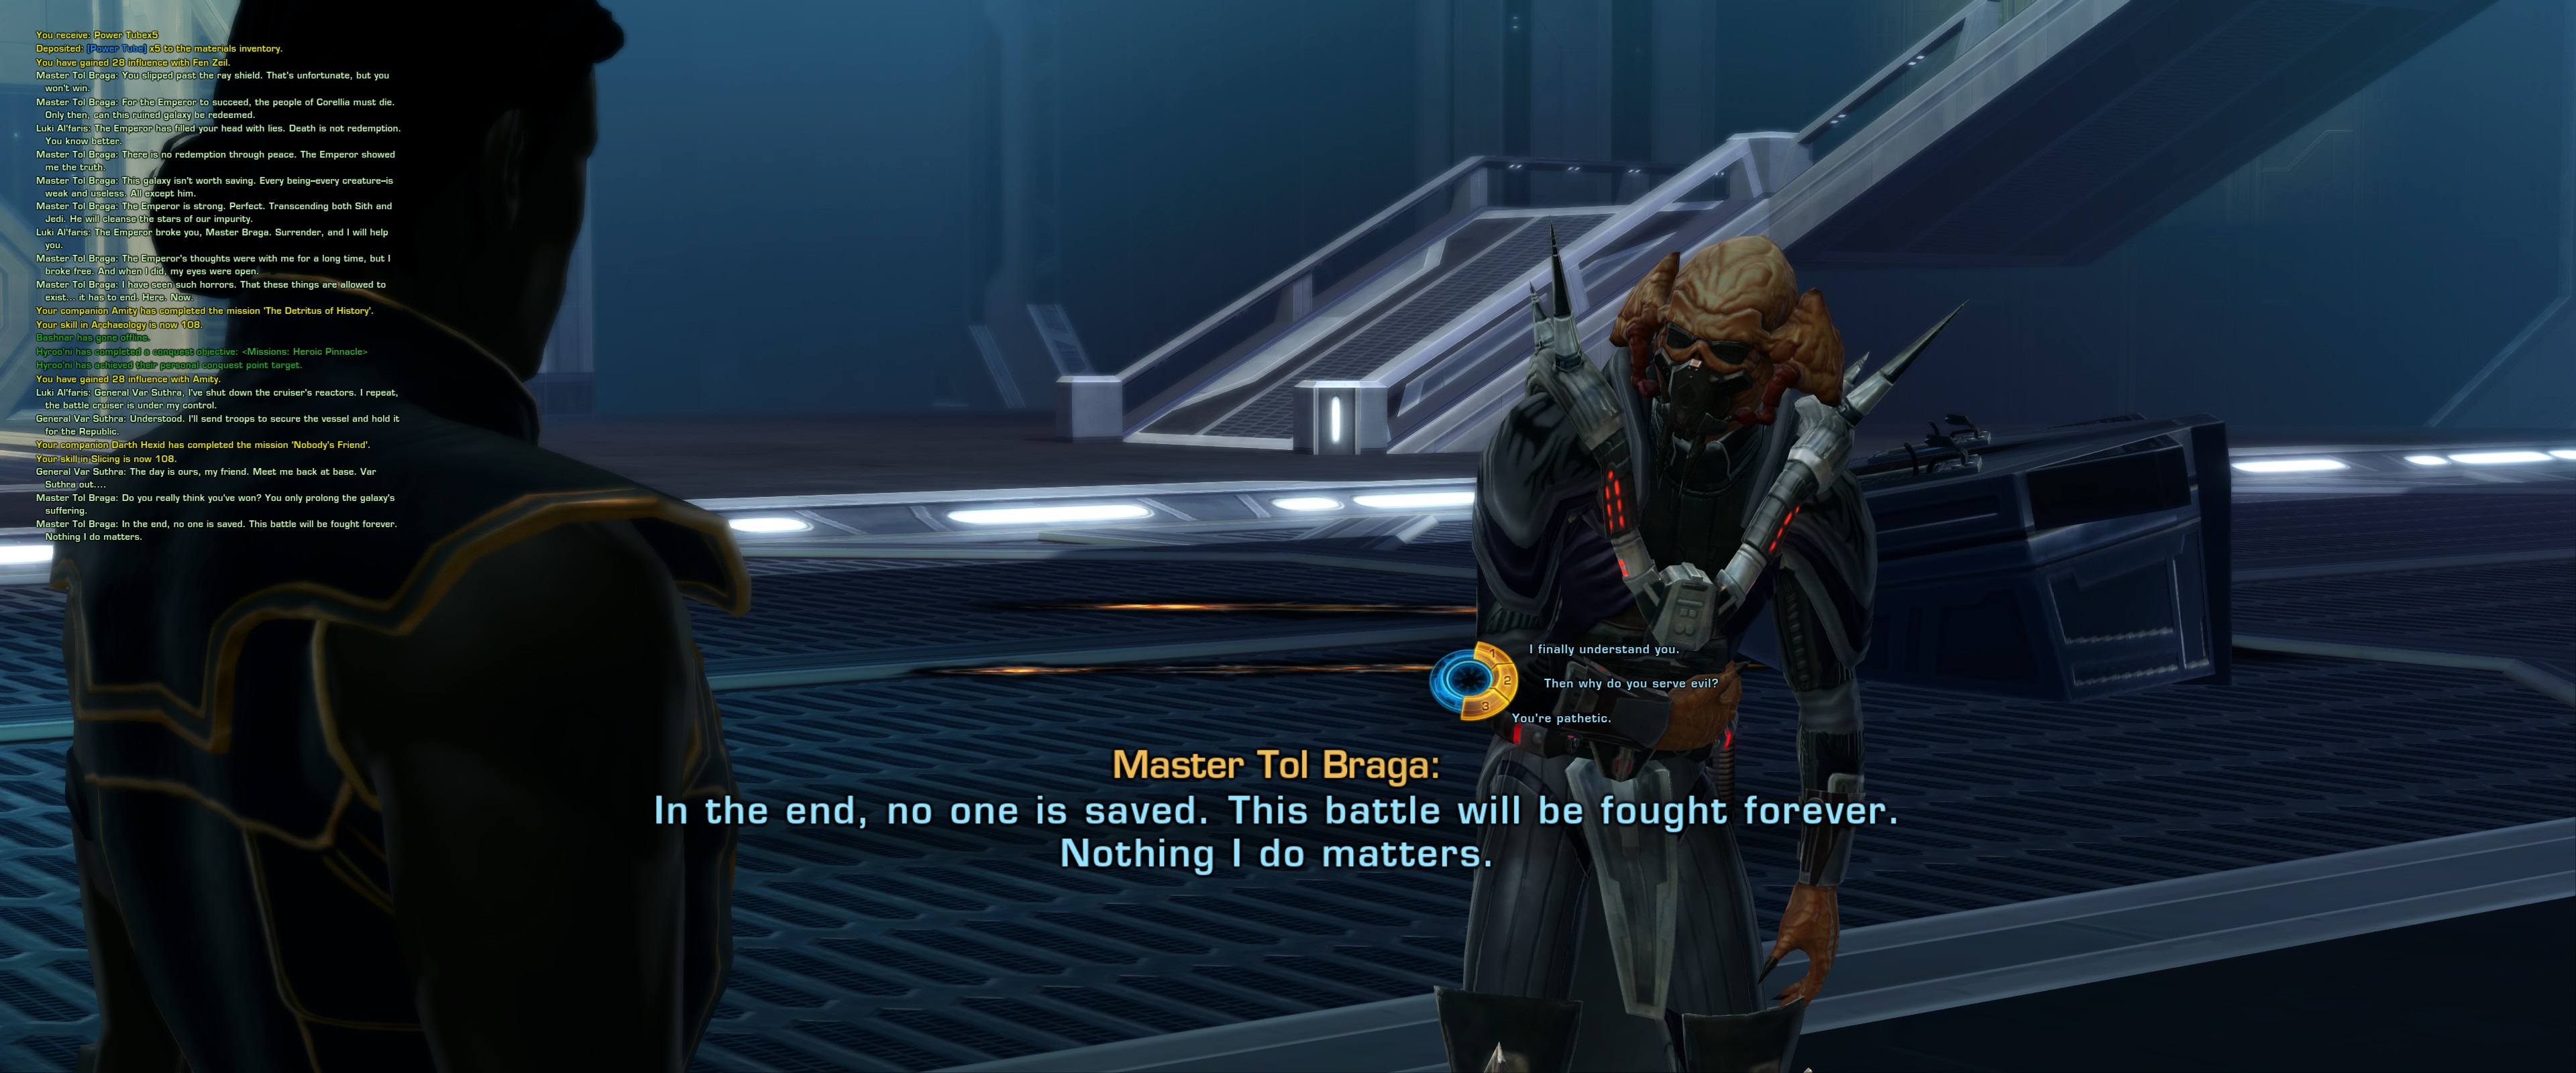 You receive: Power Tubex5
Deposited: [Power Tube] x5 to the materials inventory.
You have gained 28 influence with Fen Zeil.
Master Tol Braga: You slipped past the ray shield. That's unfortunate, but you
won't win.
Master Tol Braga: For the Emperor to succeed, the people of Corellia must die.
Only then, can this ruined galaxy be redeemed.
Luki Al'faris: The Emperor has filled your head with lies. Death is not redemption.
You know better.
Master Tol Braga: There is no redemption through peace. The Emperor showed
me the truth.
Master Tol Braga: This galaxy isn't worth saving. Every being—every creature—is
weak and useless. All except him.
Master Tol Braga: The Emperor is strong. Perfect. Transcending both Sith and
Jedi. He will cleanse the stars of our impurity.
Luki Al'faris: The Emperor broke you, Master Braga. Surrender, and I will help
you.
Master Tol Braga: The Emperor's thoughts were with me for a long time, but I
broke free. And when I did, my eyes were open.
Master Tol Braga: I have seen such horrors. That these things are allowed to
exist... it has to end. Here. Now.
Your companion Amity has completed the mission 'The Detritus of History'.
Your skill in Archaeology is now 108.
Bashnar has gone offline.
Hyroo'ni has completed a conquest objective: <Missions: Heroic Pinnacle>
Hyroo'ni has achieved their personal conquest point target.
You have gained 28 influence with Amity.
Luki Al'faris: General Var Suthra, I've shut down the cruiser's reactors. I repeat,
the battle cruiser is under my control.
General Var Suthra: Understood. I'll send troops to secure the vessel and hold it
for the Republic.
Your companion Darth Hexid has completed the mission 'Nobody's Friend'.
Your skill in Slicing is now 108.
General Var Suthra: The day is ours, my friend. Meet me back at base. Var
Suthra out....
Master Tol Braga: Do you really think you've won? You only prolong the galaxy's
suffering.
Master Tol Braga: In the end, no one is saved. This battle will be fought forever.
Nothing I do matters.
1 I finally understand you.
2 Then why do you serve evil?
3 You're pathetic.
Master Tol Braga:
In the end, no one is saved. This battle will be fought forever.
Nothing I do matters.